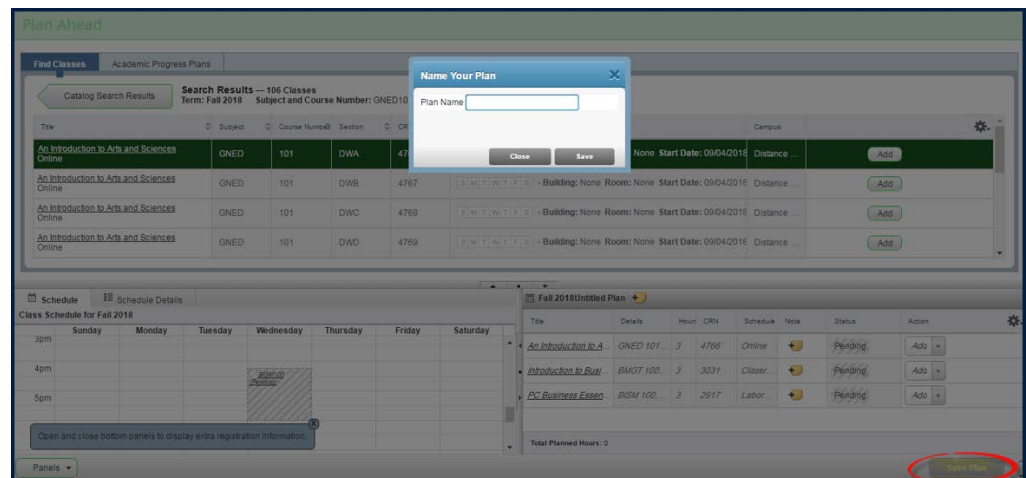 Plan Ahead
Find Classes Academic Progress Plans
Catalog Search Results
Search Results — 106 Classes
Term: Fall 2018 Subject and Course Number: GNED10
Title Subject Course Number Section CR Campus
An Introduction to Arts and Sciences
Online
GNED 101 DWA 47 None Start Date: 09/04/2018 Distance ... Add
An Introduction to Arts and Sciences
Online
GNED 101 DWB 4767 S M T W T F S - Building: None Room: None Start Date: 09/04/2018 Distance ... Add
An Introduction to Arts and Sciences
Online
GNED 101 DWC 4768 S M T W T F S - Building: None Room: None Start Date: 09/04/2018 Distance ... Add
An Introduction to Arts and Sciences
Online
GNED 101 DWD 4769 S M T W T F S - Building: None Room: None Start Date: 09/04/2018 Distance ... Add
Name Your Plan
Plan Name
Close Save
Schedule Schedule Details
Class Schedule for Fall 2018
Sunday Monday Tuesday Wednesday Thursday Friday Saturday
3pm
4pm
BISM 100
Pending
5pm
Open and close bottom panels to display extra registration information.
Fall 2018Untitled Plan
Title Details Hours CRN Schedule Note Status Action
An Introduction to A... GNED 101... 3 4766 Online Pending Add
Introduction to Busi... BMGT 100... 3 3031 Classr... Pending Add
PC Business Essen... BISM 100, ... 3 2917 Labor... Pending Add
Total Planned Hours: 0
Panels
Save Plan